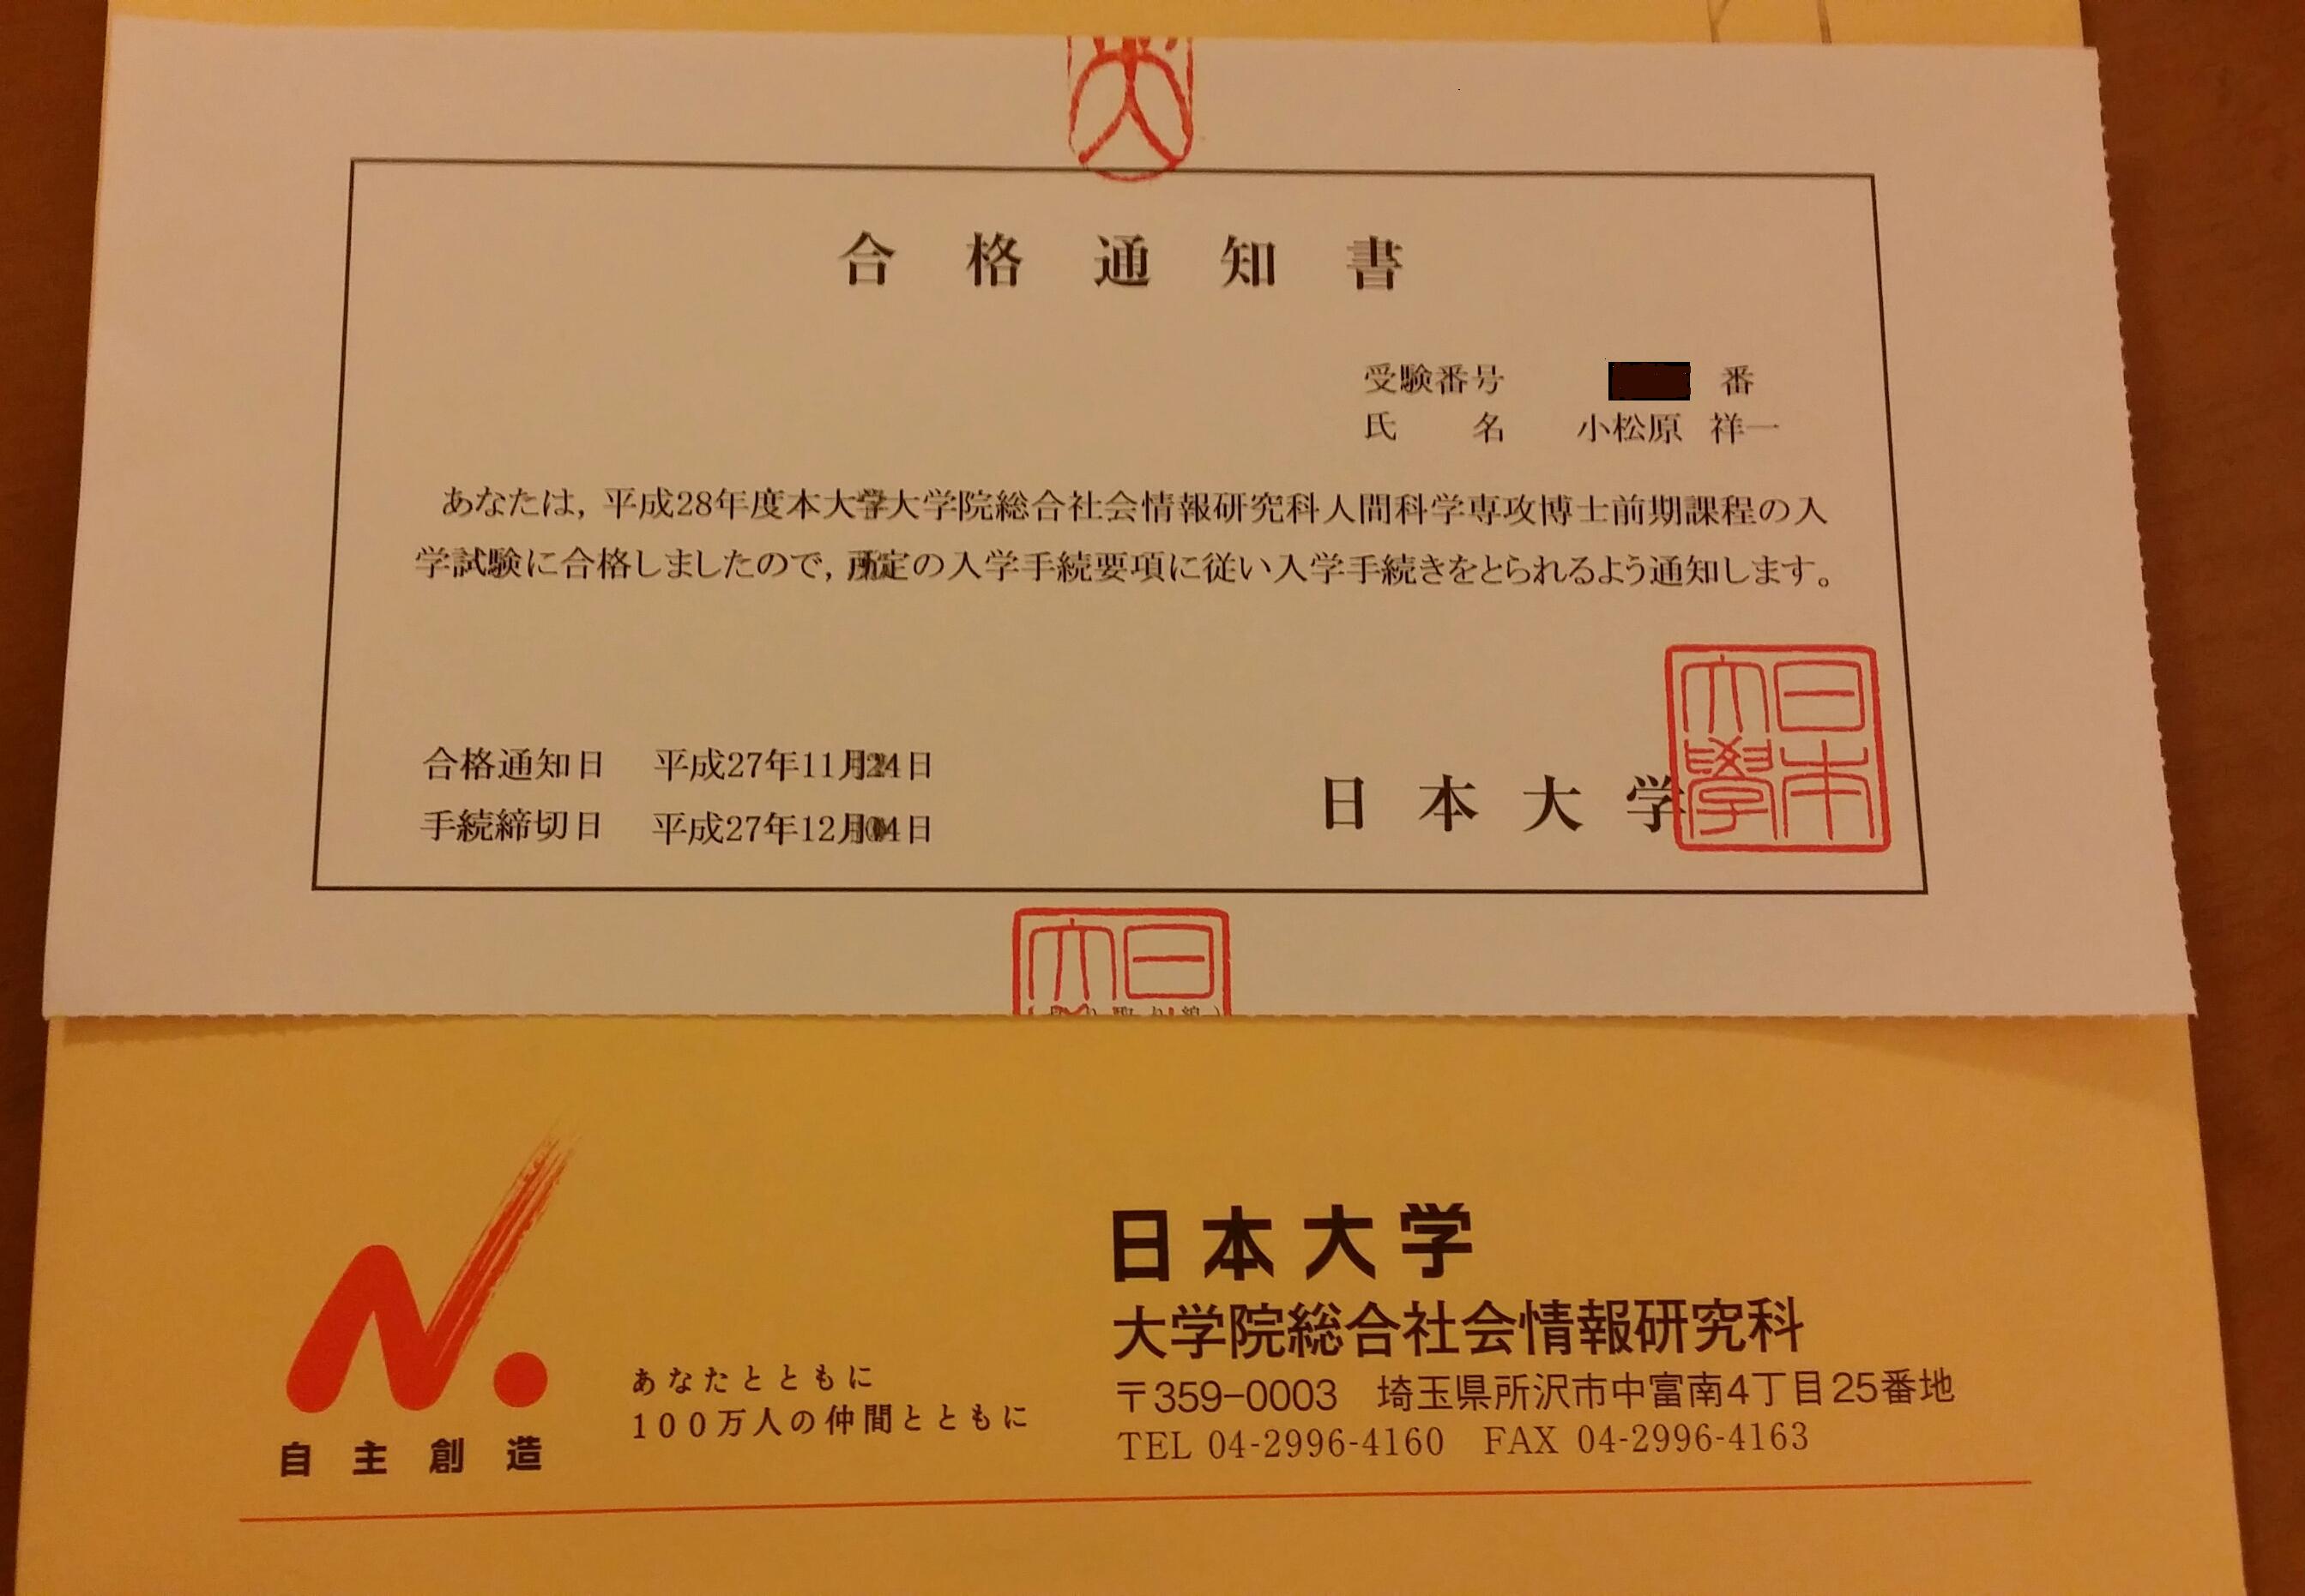 合格通知書
受験番号 番
氏名 小松原 祥一
あなたは，平成28年度本大学大学院総合社会情報研究科人間科学専攻博士前期課程の入
学試験に合格しましたので，所定の入学手続要項に従い入学手続きをとられるよう通知します。
合格通知日 平成27年11月24日
手続締切日 平成27年12月04日
日本大学
日本大學
自主創造
あなたとともに
100万人の仲間とともに
日本大学
大学院総合社会情報研究科
〒359-0003 埼玉県所沢市中富南4丁目25番地
TEL 04-2996-4160 FAX 04-2996-4163